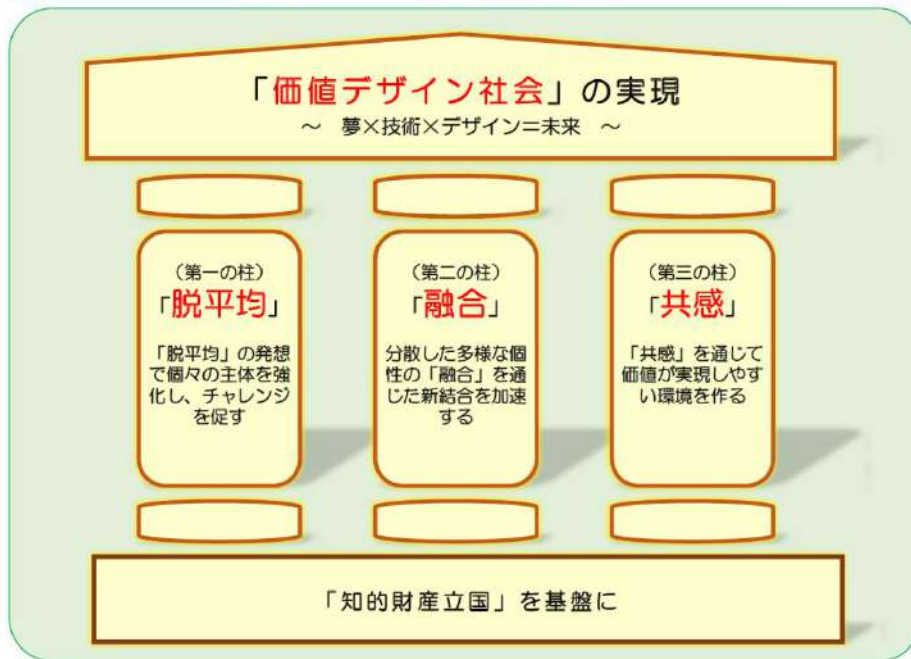 「価値デザイン社会」の実現
~ 夢×技術×デザイン＝未来 ~
(第一の柱)
「脱平均」
「脱平均」の発想
で個々の主体を強
化し、チャレンジ
を促す
(第二の柱)
「融合」
分散した多様な個
性の「融合」を通
じた新結合を加速
する
(第三の柱)
「共感」
「共感」を通じて
価値が実現しやす
い環境を作る
「知的財産立国」を基盤に